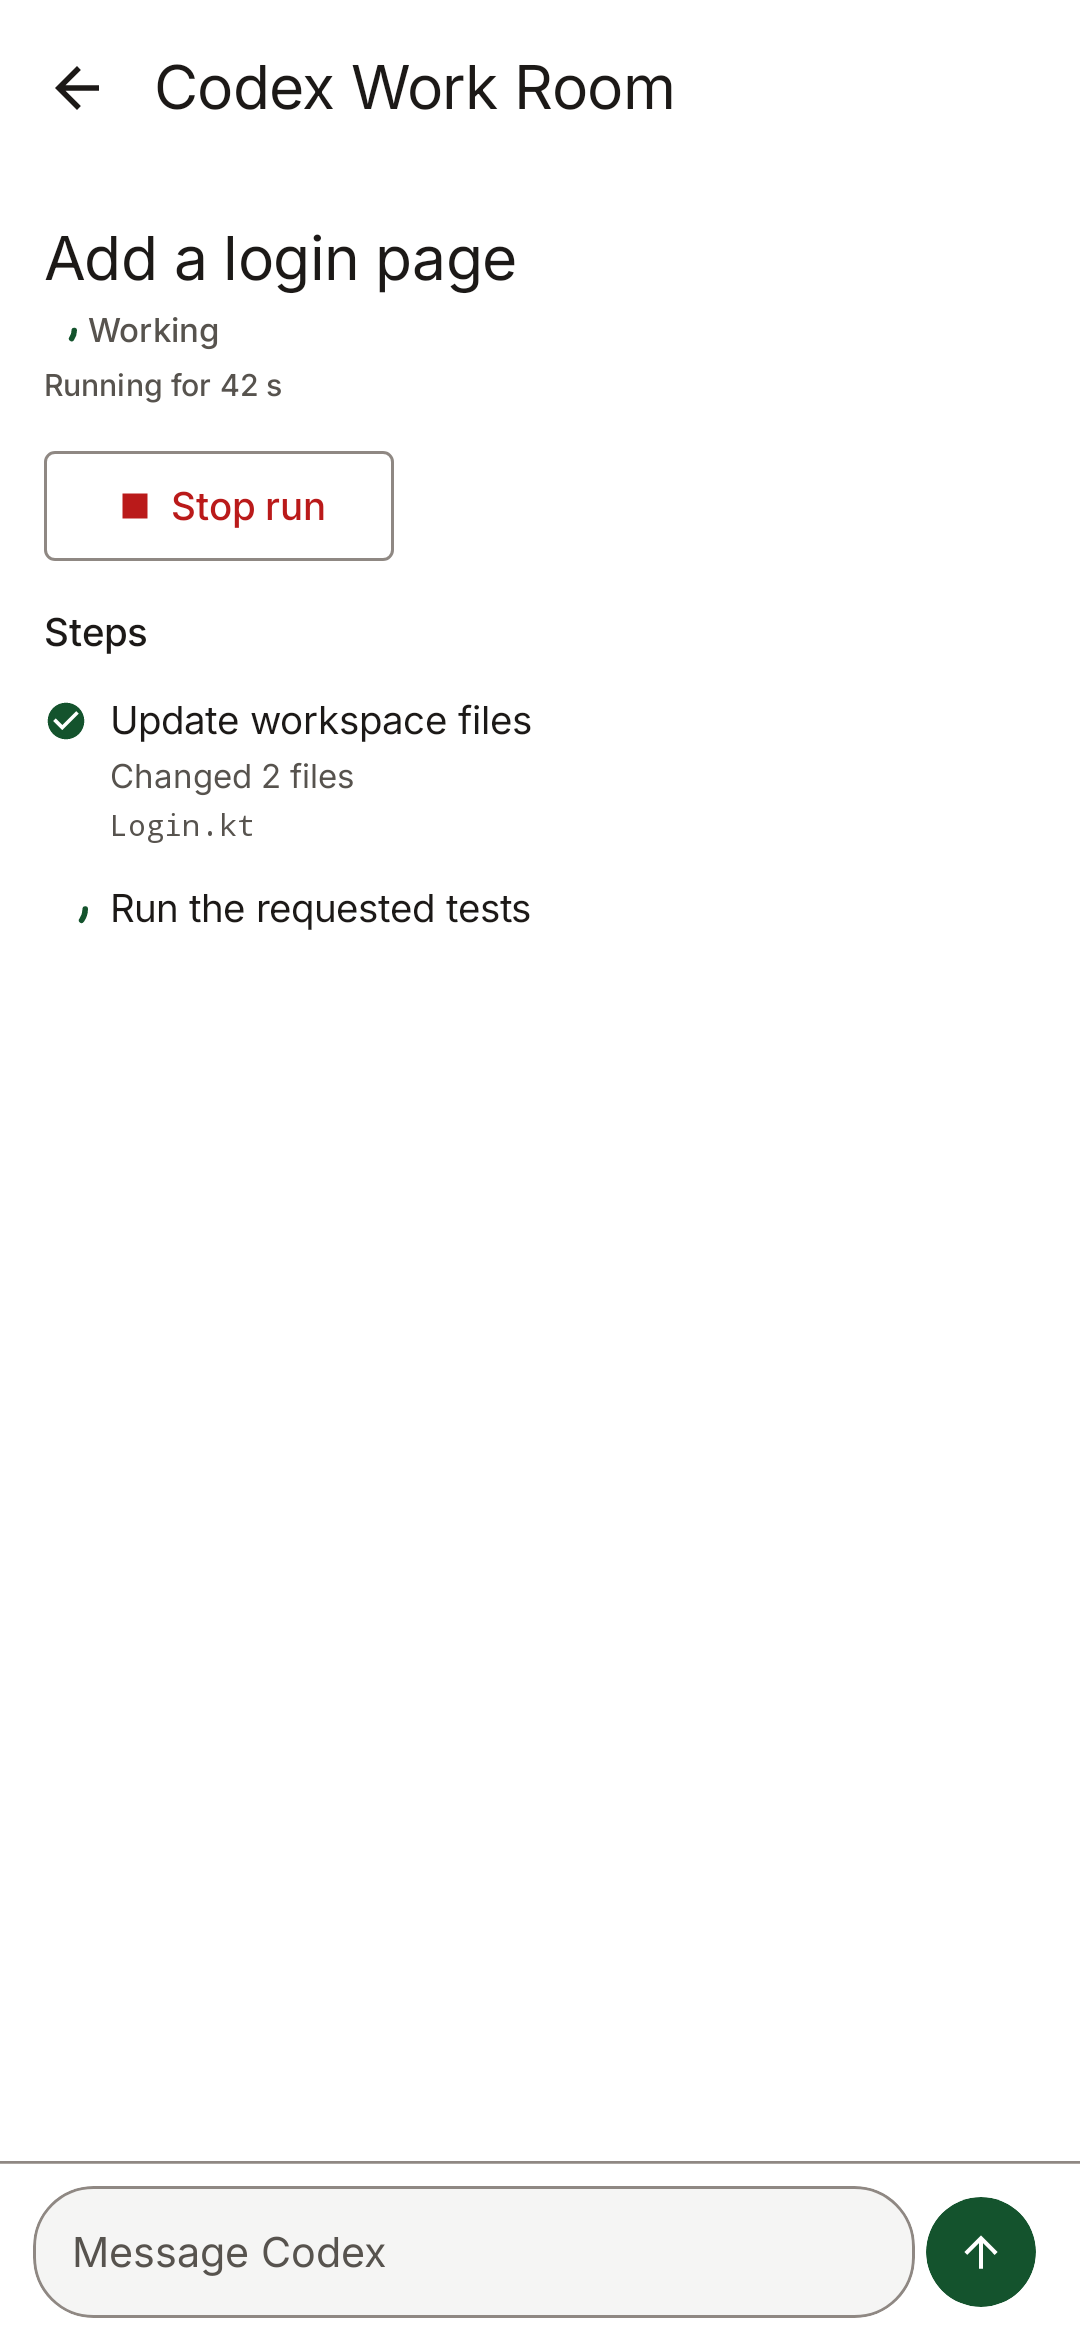 Codex Work Room
Add a login page
Working
Running for 42 s
Stop run
Steps
Update workspace files
Changed 2 files
Login.kt
Run the requested tests
Message Codex